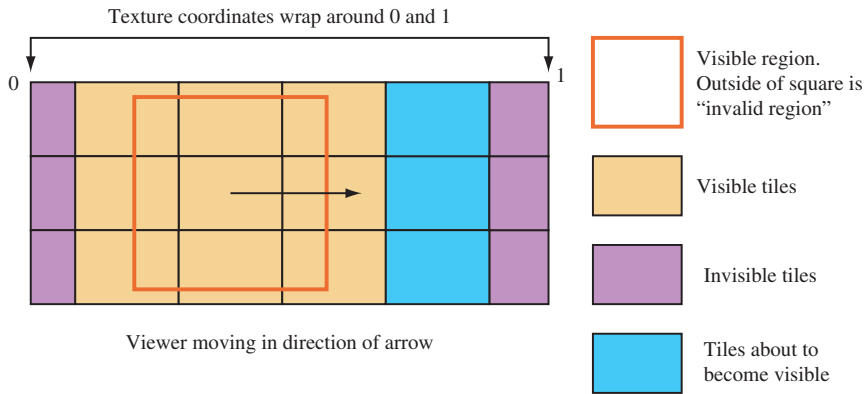 Texture coordinates wrap around 0 and 1
0
1
Visible region.
Outside of square is
“invalid region”
Visible tiles
Invisible tiles
Tiles about to
become visible
Viewer moving in direction of arrow